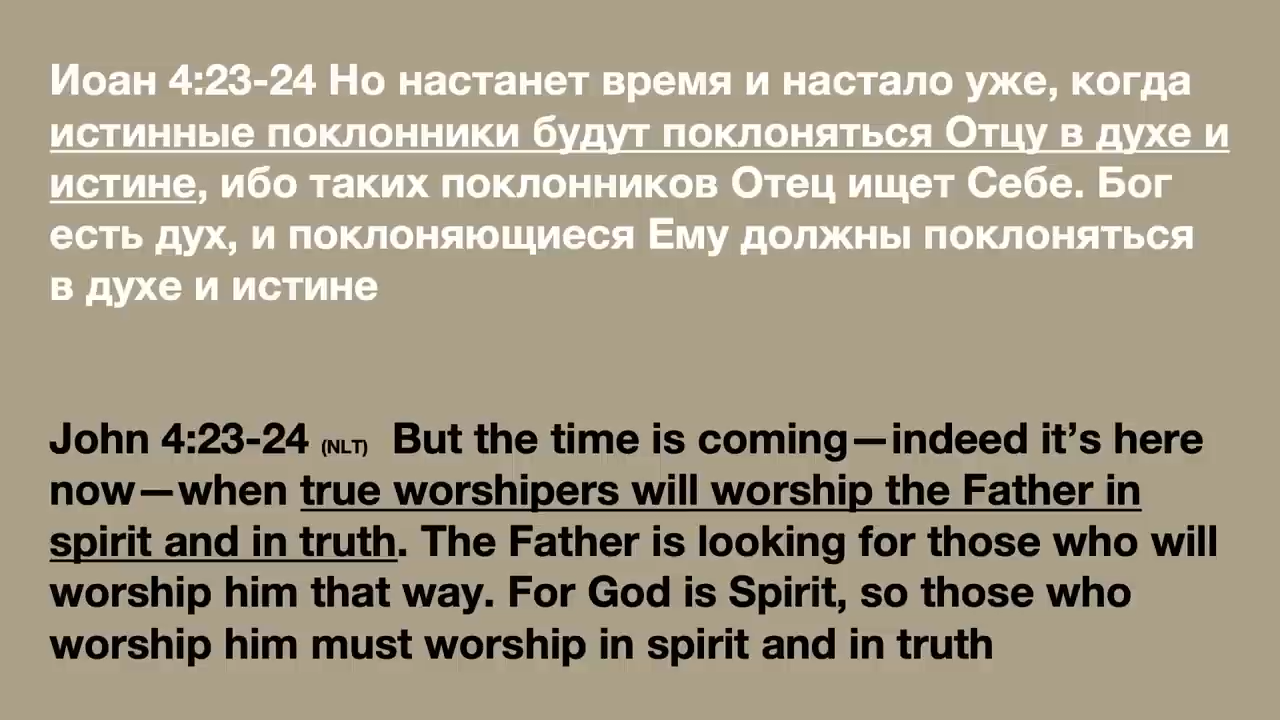 Иоан 4:23-24 Но настанет время и настало уже, когда
истинные поклонники будут поклоняться Отцу в духе и
истине, ибо таких поклонников Отец ищет Себе. Бог
есть дух, и поклоняющиеся Ему должны поклоняться
в духе и истине
John 4:23-24 (NLT) But the time is coming—indeed it’s here
now—when true worshipers will worship the Father in
spirit and in truth. The Father is looking for those who will
worship him that way. For God is Spirit, so those who
worship him must worship in spirit and in truth